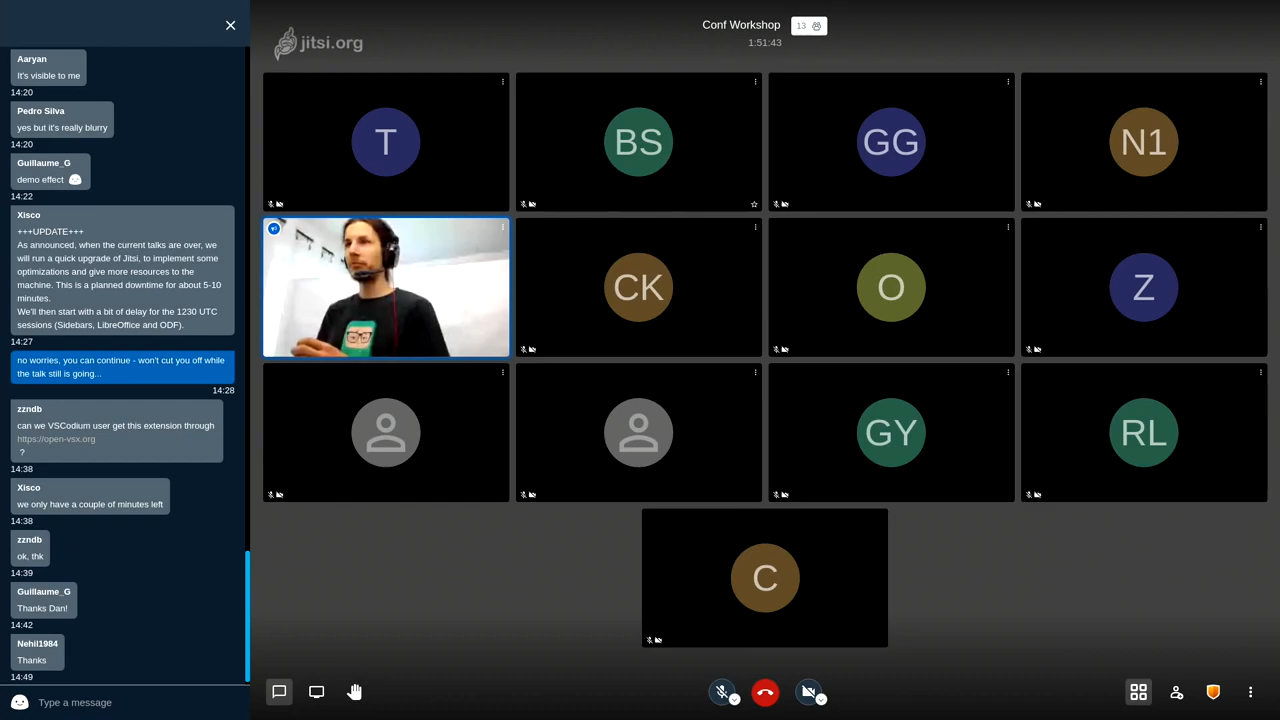 Aaryan
It's visible to me
14:20
Pedro Silva
yes but it's really blurry
14:20
Guillaume_G
demo effect
14:22
Xisco
+++UPDATE+++
As announced, when the current talks are over, we
will run a quick upgrade of Jitsi, to implement some
optimizations and give more resources to the
machine. This is a planned downtime for about 5-10
minutes.
We'll then start with a bit of delay for the 1230 UTC
sessions (Sidebars, LibreOffice and ODF).
14:27
no worries, you can continue - won't cut you off while
the talk still is going...
14:28
zzndb
can we VSCodium user get this extension through
https://open-vsx.org
?
14:38
Xisco
we only have a couple of minutes left
14:38
zzndb
ok, thk
14:39
Guillaume_G
Thanks Dan!
14:42
Nehil1984
Thanks
14:49
Type a message
jitsi.org
Conf Workshop
13
1:51:43
T
BS
GG
N1
CK
O
Z
GY
RL
C